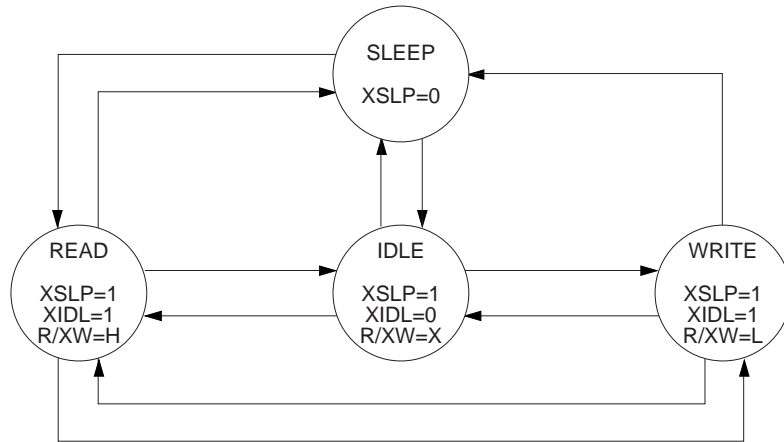 SLEEP
XSLP=0
READ
XSLP=1
XIDL=1
R/XW=H
IDLE
XSLP=1
XIDL=0
R/XW=X
WRITE
XSLP=1
XIDL=1
R/XW=L